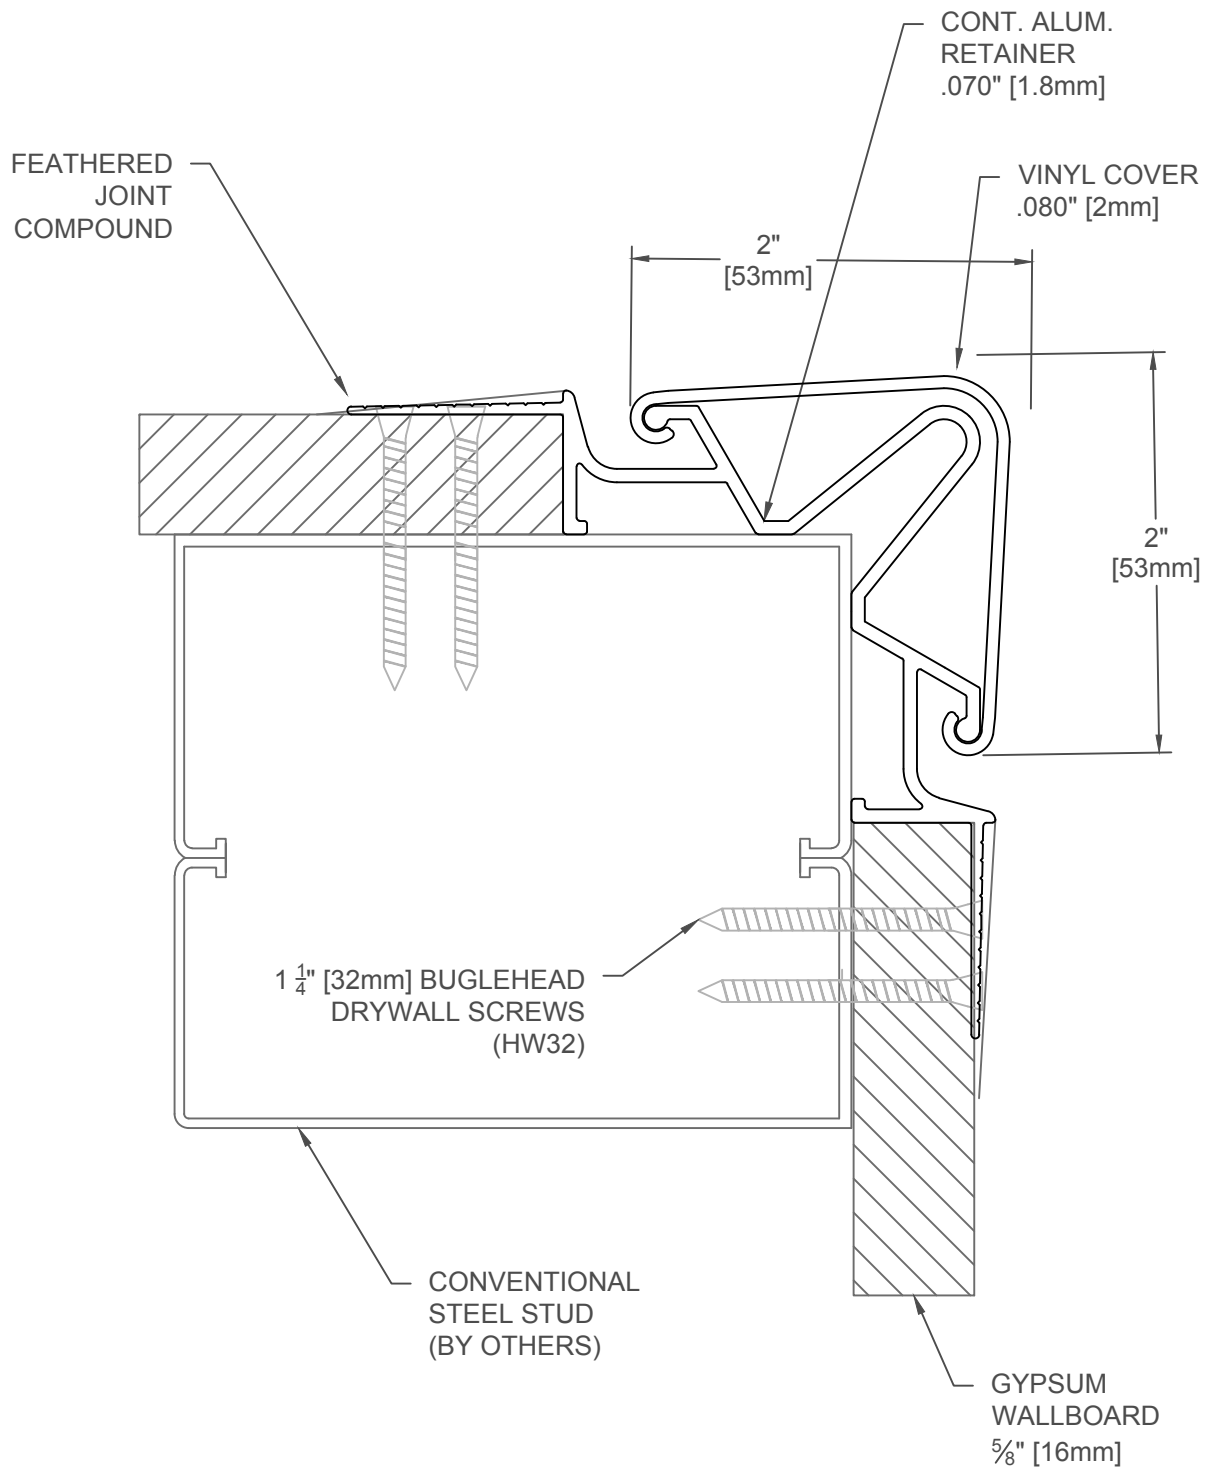 CONT. ALUM.
RETAINER
.070" [1.8mm]
FEATHERED
JOINT
COMPOUND
VINYL COVER
.080" [2mm]
2"
[53mm]
2"
[53mm]
1 1/4" [32mm] BUGLEHEAD
DRYWALL SCREWS
(HW32)
CONVENTIONAL
STEEL STUD
(BY OTHERS)
GYPSUM
WALLBOARD
5/8" [16mm]